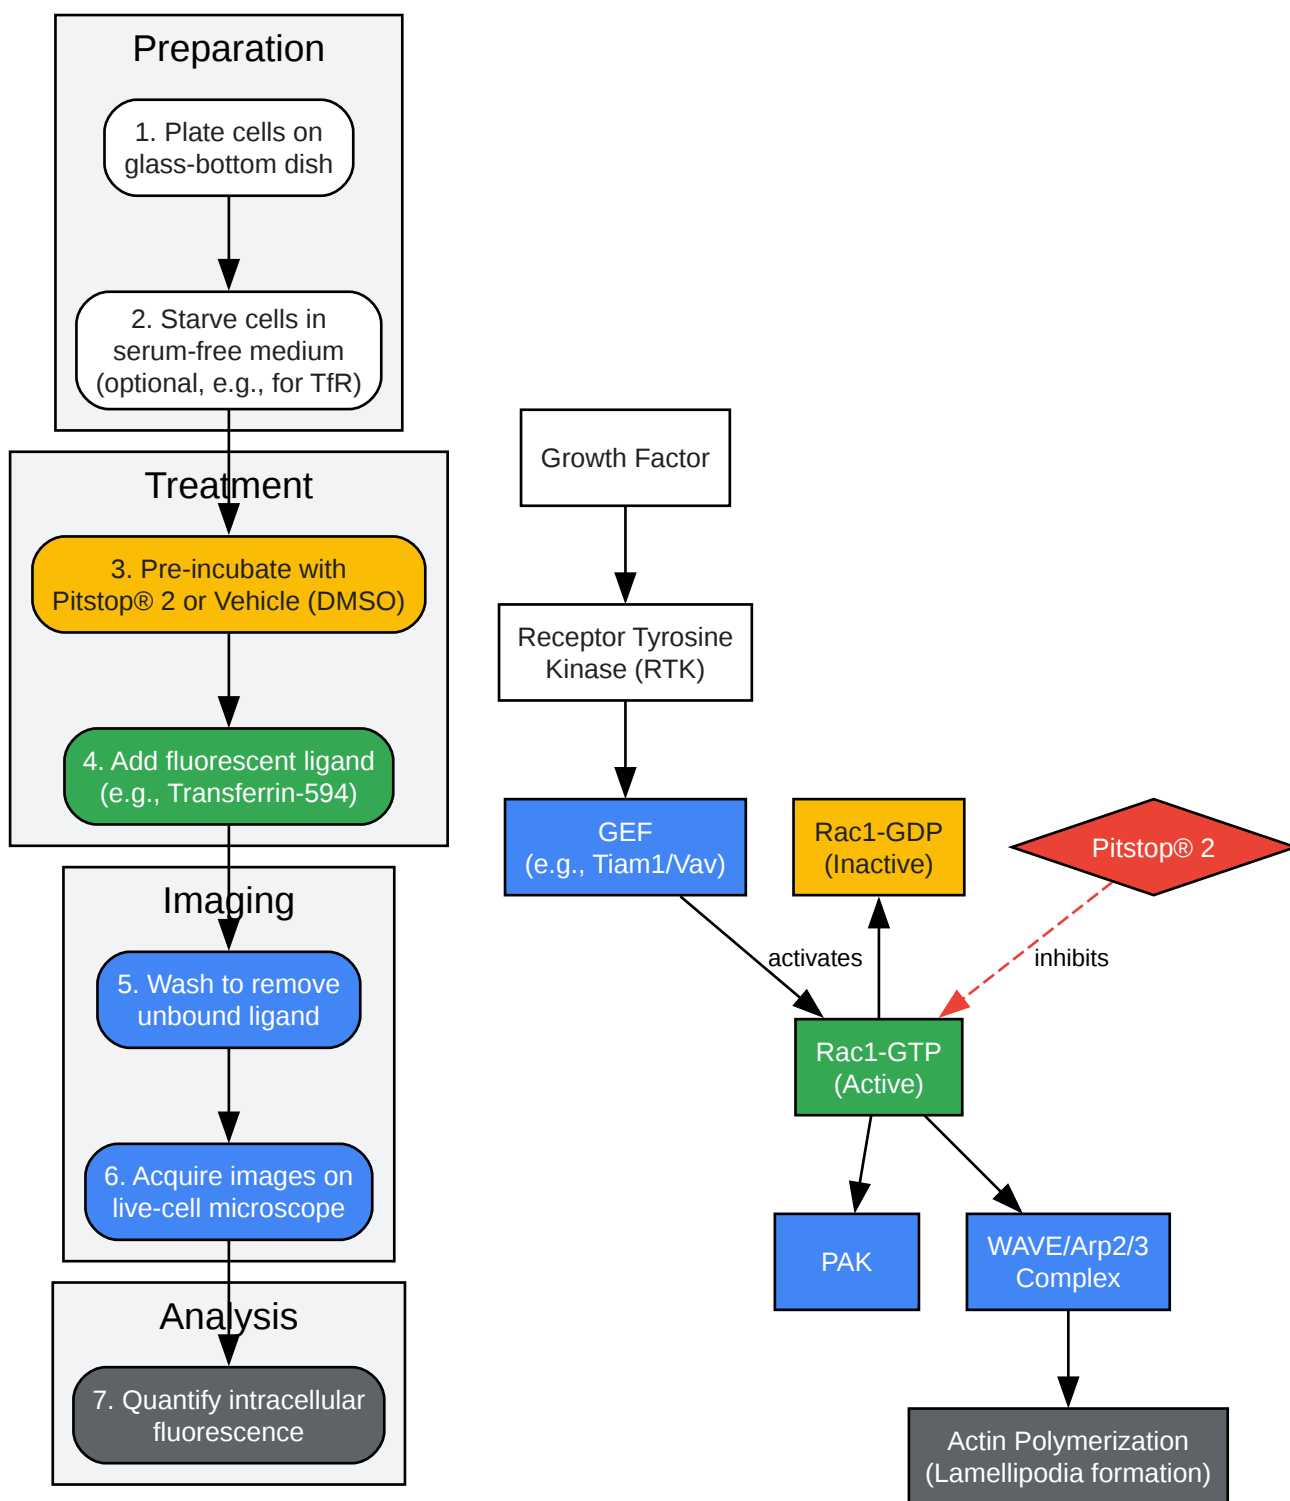 Preparation
1. Plate cells on
glass-bottom dish
2. Starve cells in
serum-free medium
(optional, e.g., for TfR)
Treatment
3. Pre-incubate with
Pitstop® 2 or Vehicle (DMSO)
4. Add fluorescent ligand
(e.g., Transferrin-594)
Imaging
5. Wash to remove
unbound ligand
6. Acquire images on
live-cell microscope
Analysis
7. Quantify intracellular
fluorescence
Growth Factor
Receptor Tyrosine
Kinase (RTK)
GEF
(e.g., Tiam1/Vav)
Rac1-GDP
(Inactive)
Pitstop® 2
activates
inhibits
Rac1-GTP
(Active)
PAK
WAVE/Arp2/3
Complex
Actin Polymerization
(Lamellipodia formation)